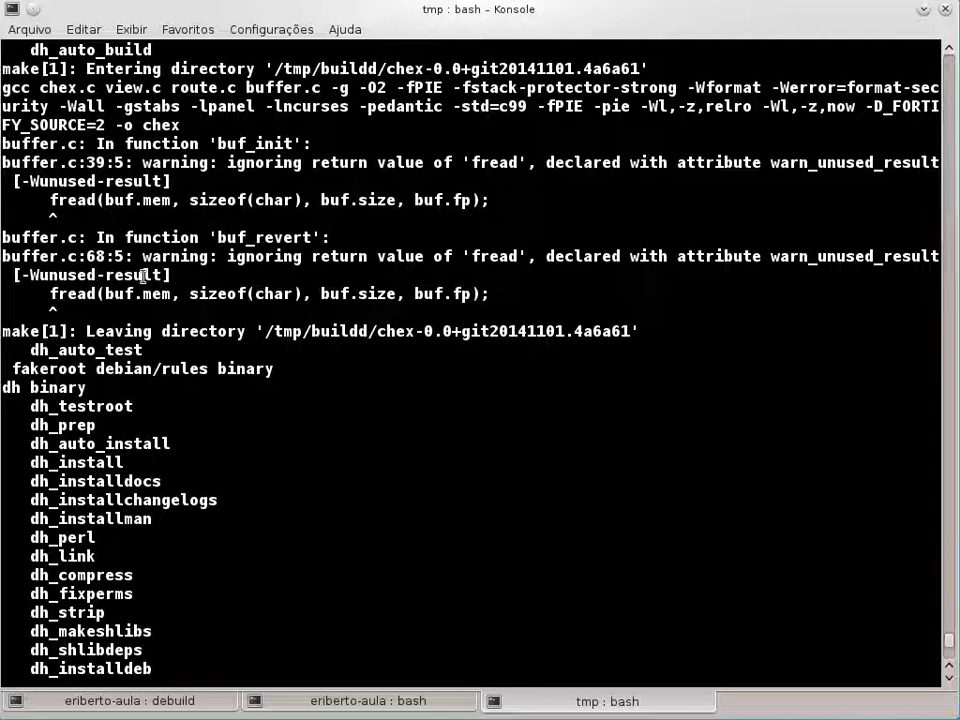 tmp : bash – Konsole
Arquivo Editar Exibir Favoritos Configurações Ajuda
dh_auto_build
make[1]: Entering directory '/tmp/buildd/chex-0.0+git20141101.4a6a61'
gcc chex.c view.c route.c buffer.c -g -O2 -fPIE -fstack-protector-strong -Wformat -Werror=format-sec
urity -Wall -gstabs -lpanel -lncurses -pedantic -std=c99 -fPIE -pie -Wl,-z,relro -Wl,-z,now -D_FORTI
FY_SOURCE=2 -o chex
buffer.c: In function 'buf_init':
buffer.c:39:5: warning: ignoring return value of 'fread', declared with attribute warn_unused_result
[-Wunused-result]
fread(buf.mem, sizeof(char), buf.size, buf.fp);
^
buffer.c: In function 'buf_revert':
buffer.c:68:5: warning: ignoring return value of 'fread', declared with attribute warn_unused_result
[-Wunused-result]
fread(buf.mem, sizeof(char), buf.size, buf.fp);
^
make[1]: Leaving directory '/tmp/buildd/chex-0.0+git20141101.4a6a61'
dh_auto_test
fakeroot debian/rules binary
dh binary
dh_testroot
dh_prep
dh_auto_install
dh_install
dh_installdocs
dh_installchangelogs
dh_installman
dh_perl
dh_link
dh_compress
dh_fixperms
dh_strip
dh_makeshlibs
dh_shlibdeps
dh_installdeb
eriberto-aula : debuild eriberto-aula : bash tmp : bash